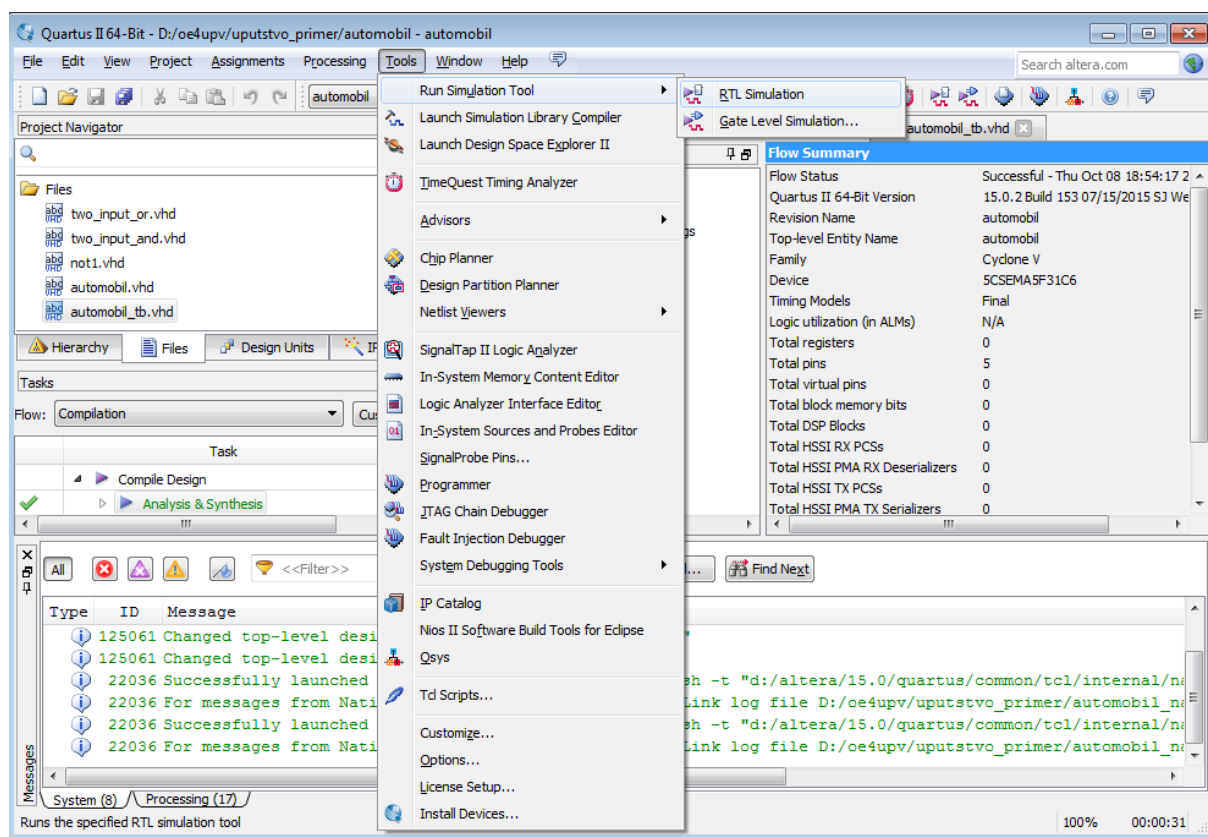 Quartus II 64-Bit - D:/oe4upv/uputstvo_primer/automobil - automobil
File Edit View Project Assignments Processing Tools Window Help
Search altera.com
automobil
Project Navigator
Files
two_input_or.vhd
two_input_and.vhd
not1.vhd
automobil.vhd
automobil_tb.vhd
Hierarchy Files Design Units
Tasks
Flow: Compilation
Task
Compile Design
Analysis & Synthesis
Run Simulation Tool
Launch Simulation Library Compiler
Launch Design Space Explorer II
TimeQuest Timing Analyzer
Advisors
Chip Planner
Design Partition Planner
Netlist Viewers
SignalTap II Logic Analyzer
In-System Memory Content Editor
Logic Analyzer Interface Editor
In-System Sources and Probes Editor
SignalProbe Pins...
Programmer
JTAG Chain Debugger
Fault Injection Debugger
System Debugging Tools
IP Catalog
Nios II Software Build Tools for Eclipse
Qsys
Tcl Scripts...
Customize...
Options...
License Setup...
Install Devices...
RTL Simulation
Gate Level Simulation...
automobil_tb.vhd
Flow Summary
Flow Status Successful - Thu Oct 08 18:54:17 2
Quartus II 64-Bit Version 15.0.2 Build 153 07/15/2015 SJ We
Revision Name automobil
Top-level Entity Name automobil
Family Cyclone V
Device 5CSEMA5F31C6
Timing Models Final
Logic utilization (in ALMs) N/A
Total registers 0
Total pins 5
Total virtual pins 0
Total block memory bits 0
Total DSP Blocks 0
Total HSSI RX PCSs 0
Total HSSI PMA RX Deserializers 0
Total HSSI TX PCSs 0
Total HSSI PMA TX Serializers 0
All <<Filter>> Find Next
Type ID Message
125061 Changed top-level desi
125061 Changed top-level desi
22036 Successfully launched sh -t "d:/altera/15.0/quartus/common/tcl/internal/na
22036 For messages from Nati Link log file D:/oe4upv/uputstvo_primer/automobil_na
22036 Successfully launched sh -t "d:/altera/15.0/quartus/common/tcl/internal/na
22036 For messages from Nati Link log file D:/oe4upv/uputstvo_primer/automobil_na
Messages
System (8) Processing (17)
Runs the specified RTL simulation tool 100% 00:00:31